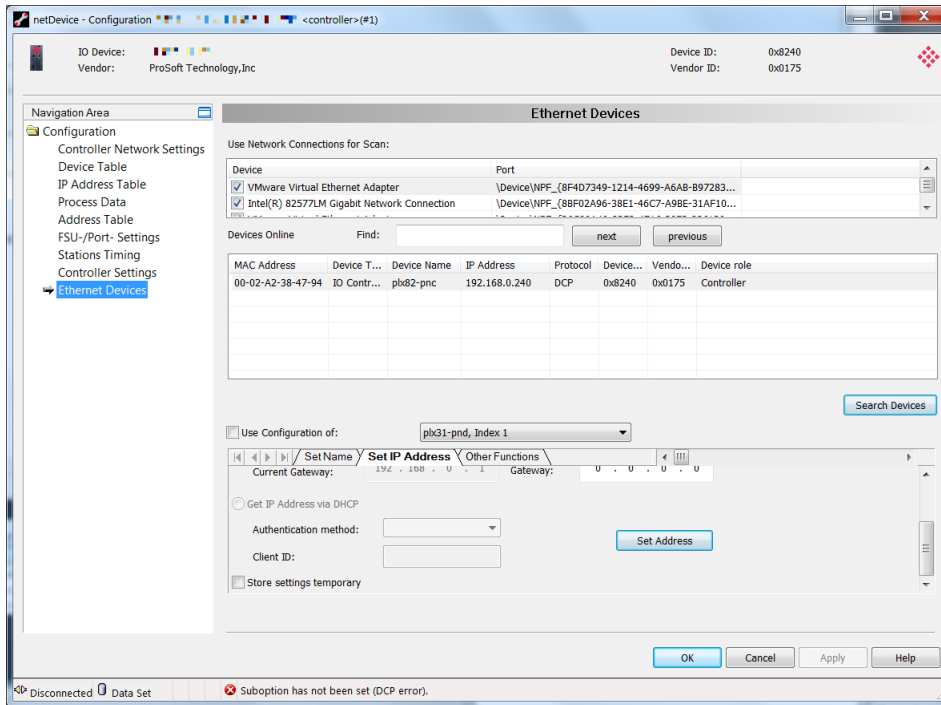 netDevice - Configuration <controller>(#1)
IO Device:
Device ID: 0x8240
Vendor: ProSoft Technology,Inc
Vendor ID: 0x0175
Navigation Area
Configuration
Controller Network Settings
Device Table
IP Address Table
Process Data
Address Table
FSU-/Port- Settings
Stations Timing
Controller Settings
Ethernet Devices
Ethernet Devices
Use Network Connections for Scan:
Device Port
VMware Virtual Ethernet Adapter \Device\NPF_{8F4D7349-1214-4699-A6AB-B97283...
Intel(R) 82577LM Gigabit Network Connection \Device\NPF_{8BF02A96-38E1-46C7-A9BE-31AF10...
Devices Online Find: next previous
MAC Address Device T... Device Name IP Address Protocol Device... Vendo... Device role
00-02-A2-38-47-94 IO Contr... plx82-pnc 192.168.0.240 DCP 0x8240 0x0175 Controller
Search Devices
Use Configuration of: plx31-pnd, Index 1
Set Name Set IP Address Other Functions
Current Gateway: 192 . 168 . 0 . 1 Gateway: 0 . 0 . 0 . 0
Get IP Address via DHCP
Authentication method:
Set Address
Client ID:
Store settings temporary
OK Cancel Apply Help
Disconnected Data Set Suboption has not been set (DCP error).